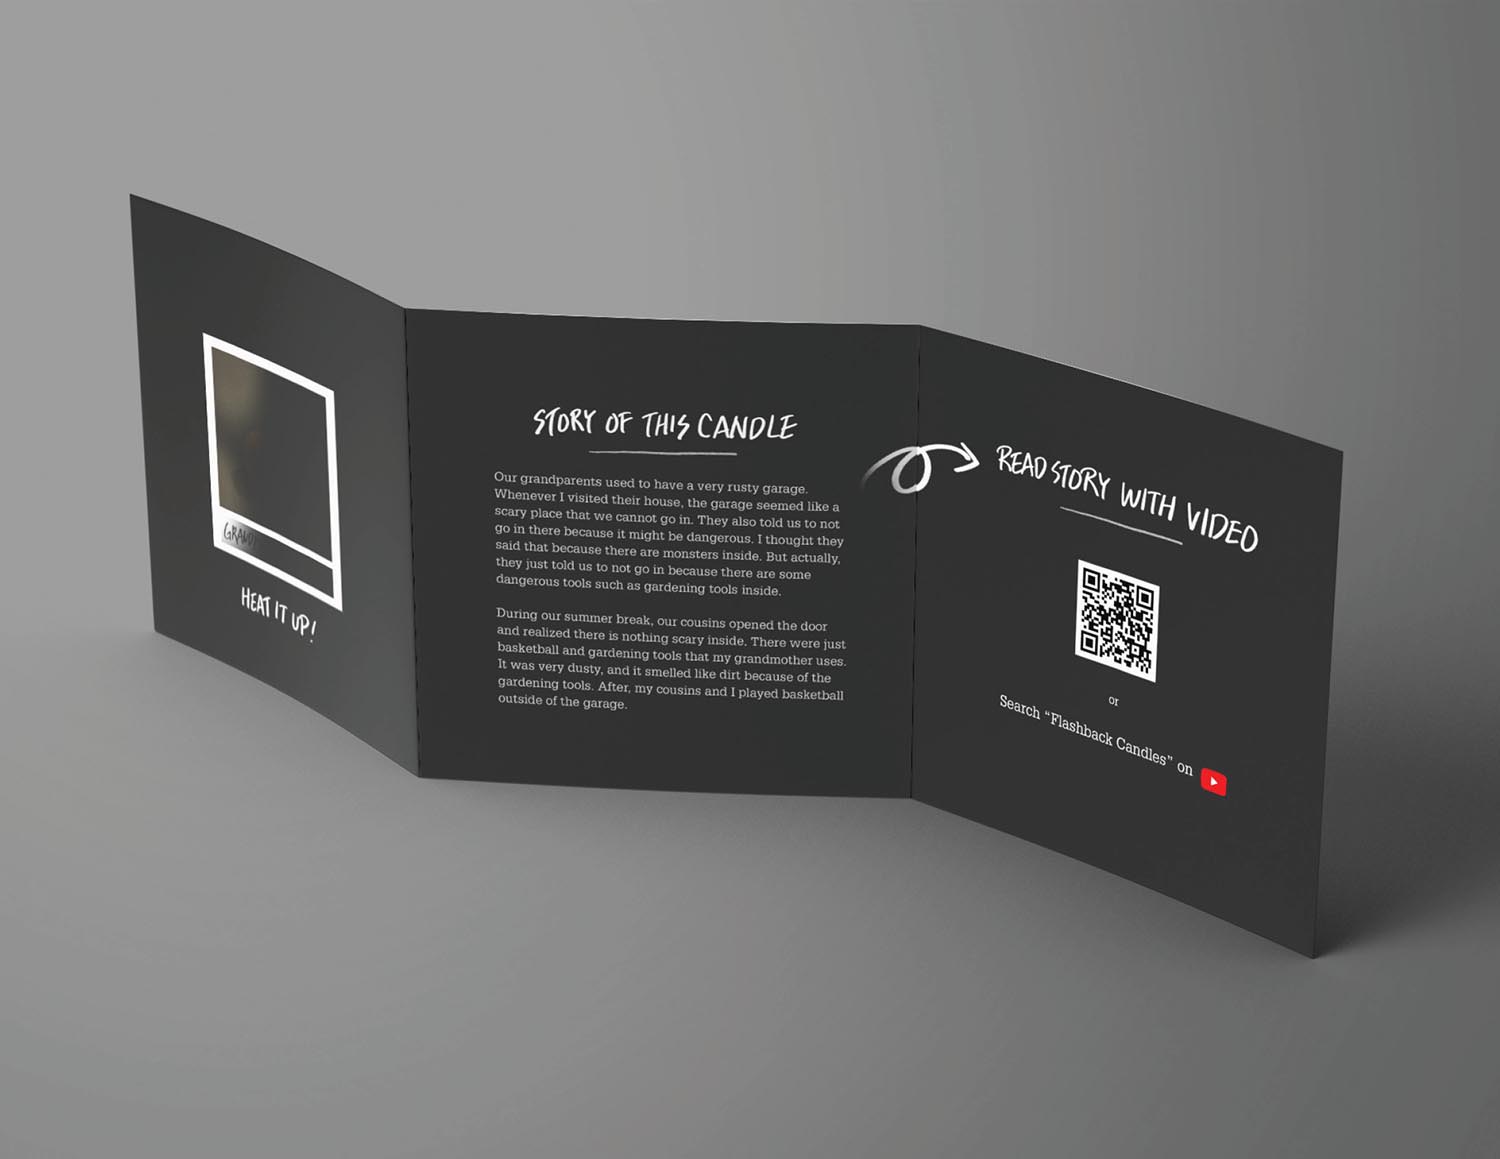 GRAND
HEAT IT UP!
STORY OF THIS CANDLE
Our grandparents used to have a very rusty garage.
Whenever I visited their house, the garage seemed like a
scary place that we cannot go in. They also told us to not
go in there because it might be dangerous. I thought they
said that because there are monsters inside. But actually,
they just told us to not go in because there are some
dangerous tools such as gardening tools inside.
During our summer break, our cousins opened the door
and realized there is nothing scary inside. There were just
basketball and gardening tools that my grandmother uses.
It was very dusty, and it smelled like dirt because of the
gardening tools. After, my cousins and I played basketball
outside of the garage.
READ STORY WITH VIDEO
or
Search “Flashback Candles” on